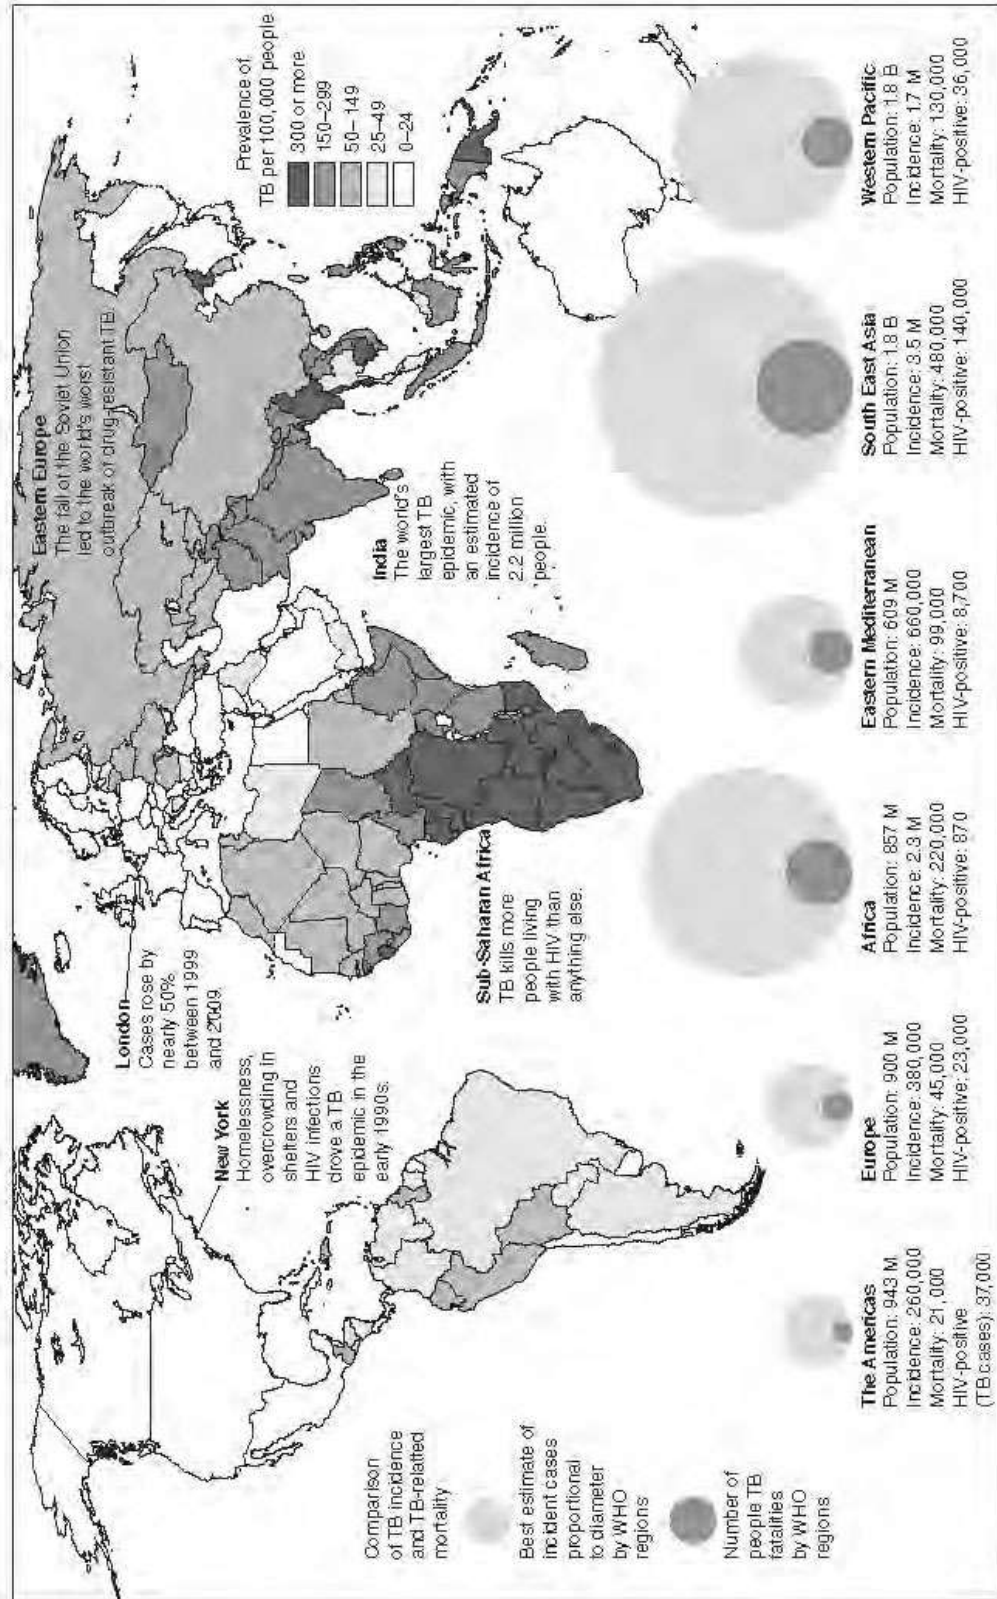 Eastern Europe
The fall of the Soviet Union
led to the world's worst
outbreak of drug-resistant TB.
Prevalence of
TB per 100,000 people
300 or more
150–299
50–149
25–49
0–24
London
Cases rose by
nearly 50%
between 1999
and 2009.
New York
Homelessness,
overcrowding in
shelters and
HIV infections
drove a TB
epidemic in the
early 1990s.
India
The world's
largest TB
epidemic, with
an estimated
incidence of
2.2 million
people.
Sub-Saharan Africa
TB kills more
people living
with HIV than
anything else.
Comparison
of TB incidence
and TB-relatted
mortality
Best estimate of
incident cases
proportional
to diameter
by WHO
regions
Number of
people TB
fatalities
by WHO
regions
The Americas
Population: 943 M
Incidence: 260,000
Mortality: 21,000
HIV-positive
(TB cases): 37,000
Europe
Population: 900 M
Incidence: 380,000
Mortality: 45,000
HIV-positive: 23,000
Africa
Population: 857 M
Incidence: 2.3 M
Mortality: 220,000
HIV-positive: 870
Eastern Mediterranean
Population: 609 M
Incidence: 660,000
Mortality: 99,000
HIV-positive: 8,700
South East Asia
Population: 1.8 B
Incidence: 3.5 M
Mortality: 480,000
HIV-positive: 140,000
Western Pacific
Population: 1.8 B
Incidence: 1.7 M
Mortality: 130,000
HIV-positive: 36,000